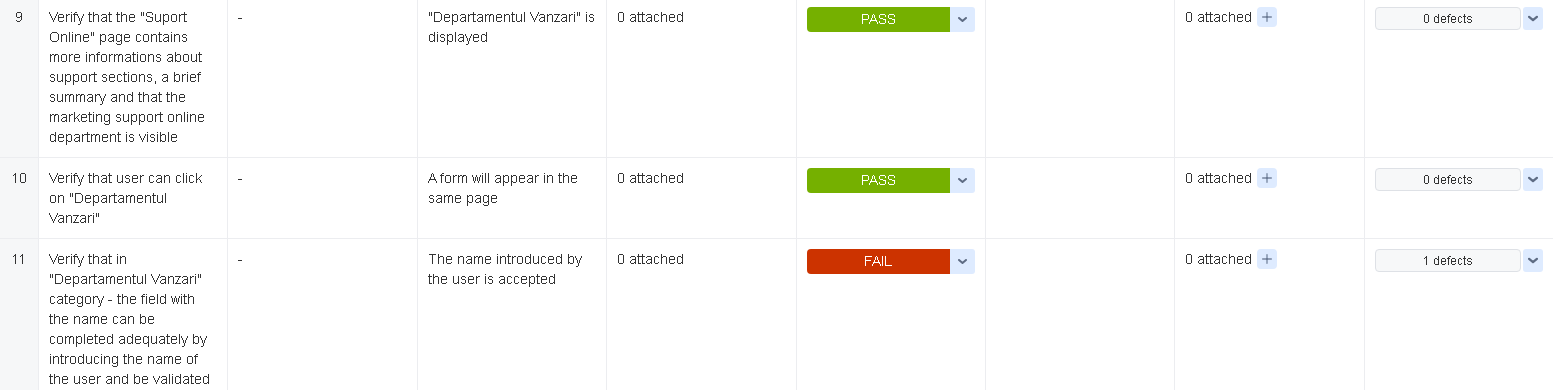 9
Verify that the "Suport
Online" page contains
more informations about
support sections, a brief
summary and that the
marketing support online
department is visible
-
"Departamentul Vanzari" is
displayed
0 attached
PASS
0 attached +
0 defects
10
Verify that user can click
on "Departamentul
Vanzari"
-
A form will appear in the
same page
0 attached
PASS
0 attached +
0 defects
11
Verify that in
"Departamentul Vanzari"
category - the field with
the name can be
completed adequately by
introducing the name of
the user and be validated
-
The name introduced by
the user is accepted
0 attached
FAIL
0 attached +
1 defects